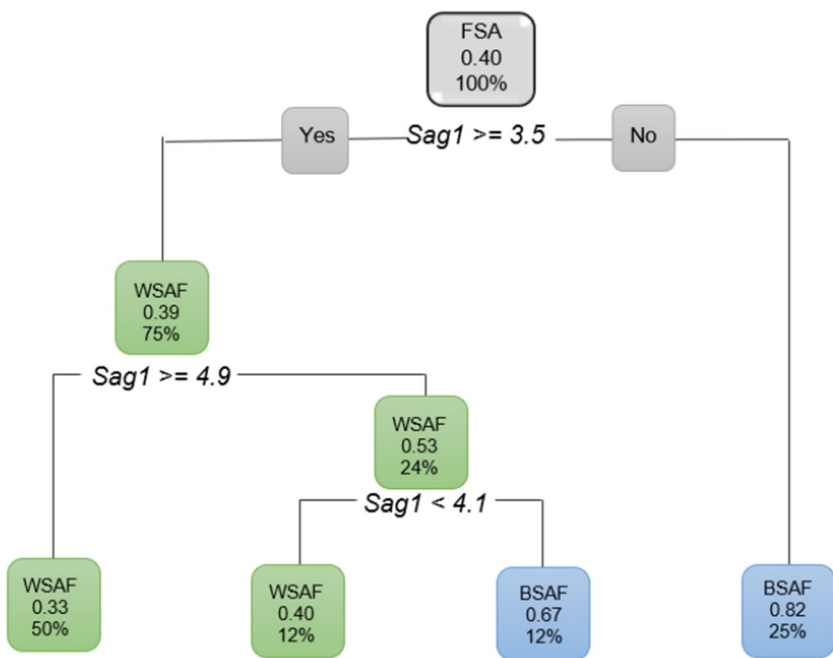 FSA
0.40
100%
Yes
Sag1 >= 3.5
No
WSAF
0.39
75%
Sag1 >= 4.9
WSAF
0.53
24%
Sag1 < 4.1
WSAF
0.33
50%
WSAF
0.40
12%
BSAF
0.67
12%
BSAF
0.82
25%